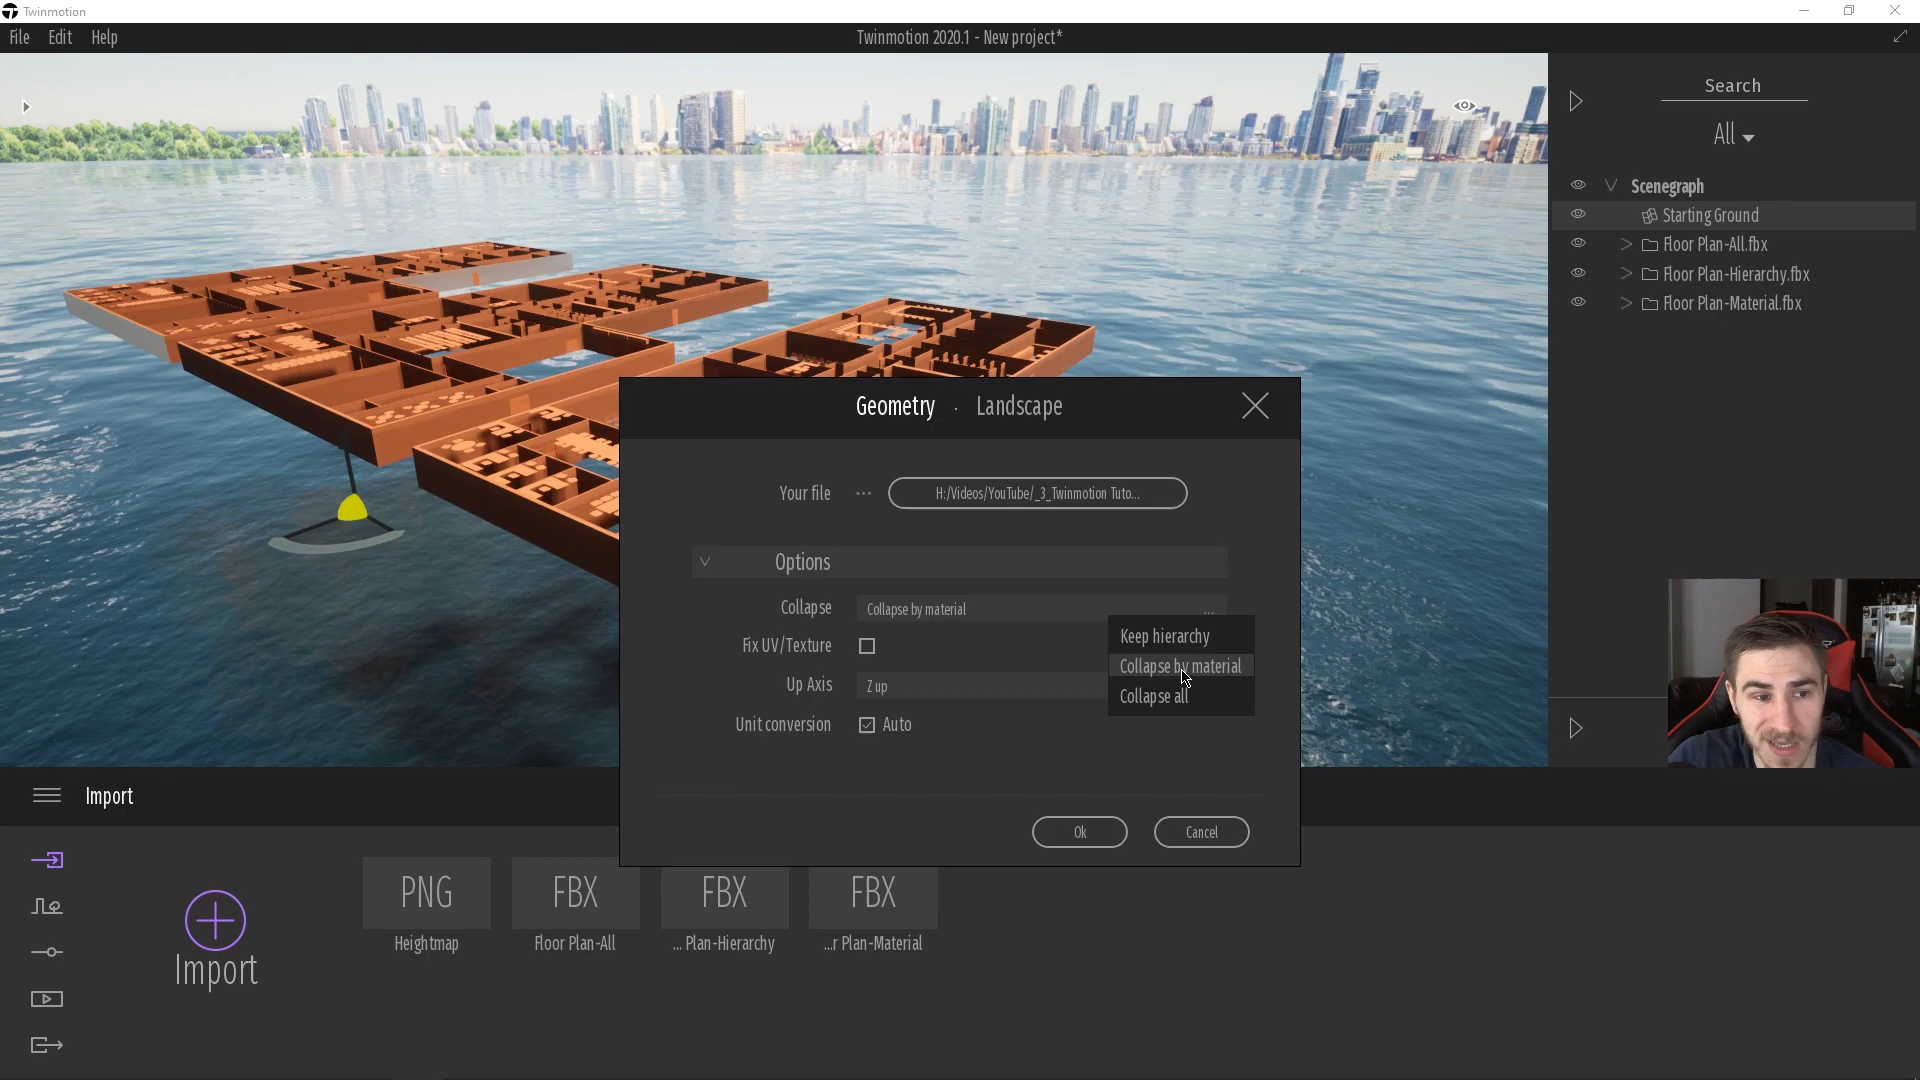 Twinmotion
File Edit Help
Twinmotion 2020.1 - New project*
Search
All
Scenegraph
Starting Ground
Floor Plan-All.fbx
Floor Plan-Hierarchy.fbx
Floor Plan-Material.fbx
Geometry . Landscape
Your file ... H:/Videos/YouTube/_3_Twinmotion Tuto...
Options
Collapse Collapse by material ...
Keep hierarchy
Collapse by material
Collapse all
Fix UV/Texture
Up Axis Z up
Unit conversion Auto
Ok Cancel
Import
Import
PNG FBX FBX FBX
Heightmap Floor Plan-All ... Plan-Hierarchy ...r Plan-Material